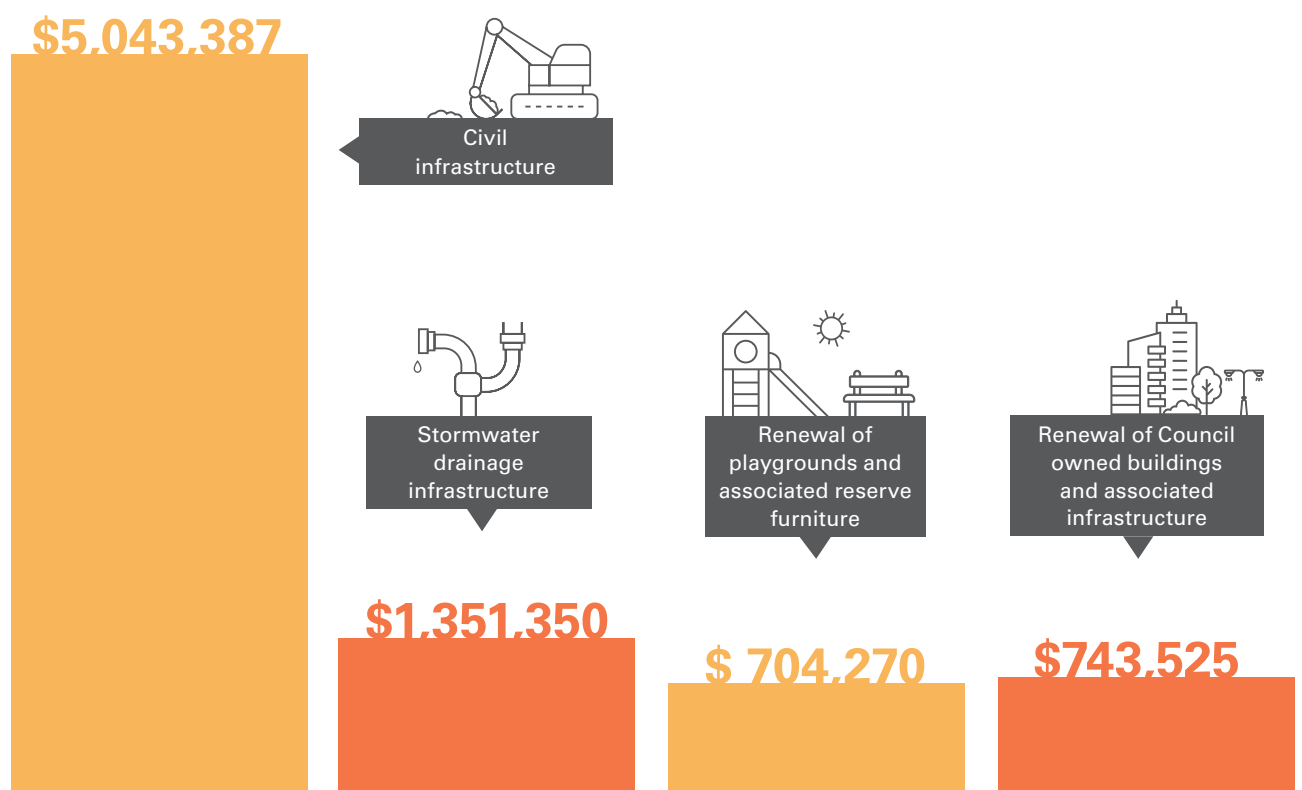 $5,043,387
Civil
infrastructure
Stormwater
drainage
infrastructure
$1,351,350
Renewal of
playgrounds and
associated reserve
furniture
$ 704,270
Renewal of Council
owned buildings
and associated
infrastructure
$743,525